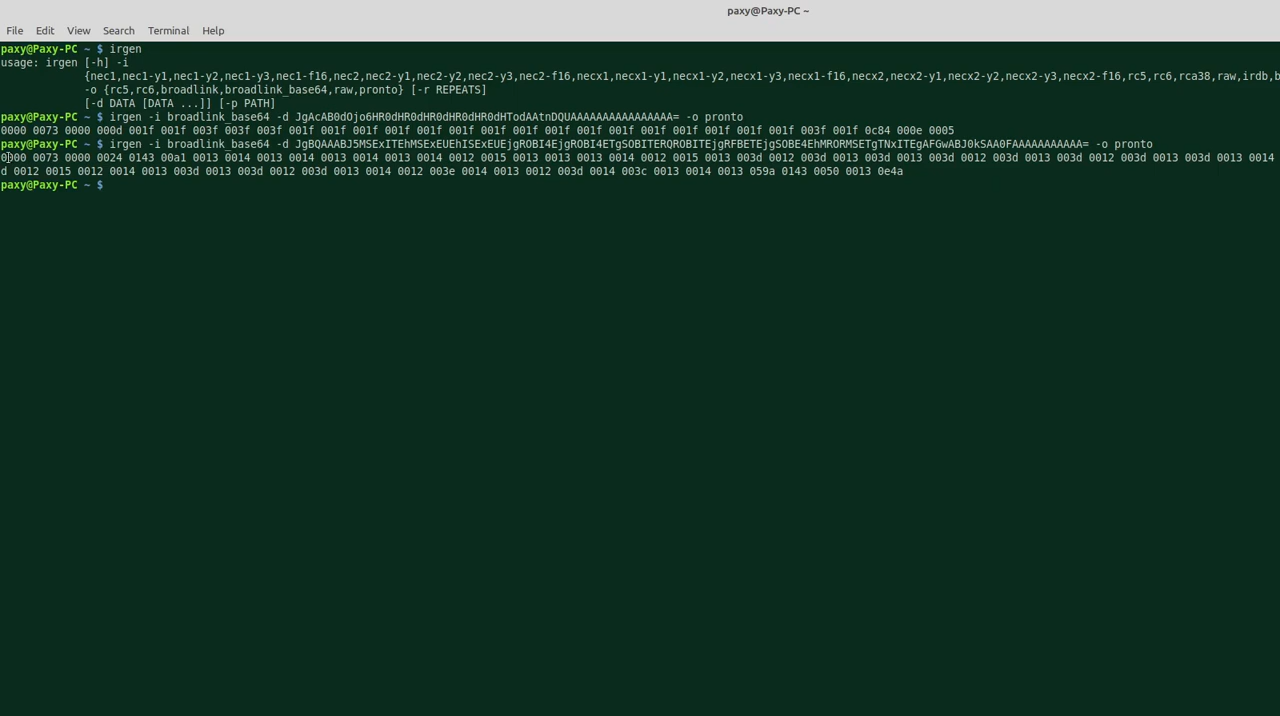 paxy@Paxy-PC ~
File Edit View Search Terminal Help
paxy@Paxy-PC ~ $ irgen
usage: irgen [-h] -i
{nec1,nec1-y1,nec1-y2,nec1-y3,nec1-f16,nec2,nec2-y1,nec2-y2,nec2-y3,nec2-f16,necx1,necx1-y1,necx1-y2,necx1-y3,necx1-f16,necx2,necx2-y1,necx2-y2,necx2-y3,necx2-f16,rc5,rc6,rca38,raw,irdb,b
-o {rc5,rc6,broadlink,broadlink_base64,raw,pronto} [-r REPEATS]
[-d DATA [DATA ...]] [-p PATH]
paxy@Paxy-PC ~ $ irgen -i broadlink_base64 -d JgAcAB0dOjo6HR0dHR0dHR0dHR0dHR0dHTodAAtnDQUAAAAAAAAAAAAAAAA= -o pronto
0000 0073 0000 000d 001f 001f 003f 003f 003f 001f 001f 001f 001f 001f 001f 001f 001f 001f 001f 001f 001f 001f 001f 001f 001f 003f 001f 0c84 000e 0005
paxy@Paxy-PC ~ $ irgen -i broadlink_base64 -d JgBQAAABJ5MSExITEhMSExEUEhISExEUEjgROBI4EjgROBI4ETgSOBITERQROBITEjgRFBETEjgSOBE4EhMRORMSETgTNxITEgAFGwABJ0kSAA0FAAAAAAAAAAA= -o pronto
0000 0073 0000 0024 0143 00a1 0013 0014 0013 0014 0013 0014 0013 0014 0012 0015 0013 0013 0013 0014 0012 0015 0013 003d 0012 003d 0013 003d 0013 003d 0012 003d 0013 003d 0012 003d 0013 003d 0013 0014
d 0012 0015 0012 0014 0013 003d 0013 0014 0013 003d 0012 003d 0013 0014 0012 003e 0014 0013 0012 003d 0014 003c 0013 0014 0013 059a 0143 0050 0013 0e4a
paxy@Paxy-PC ~ $